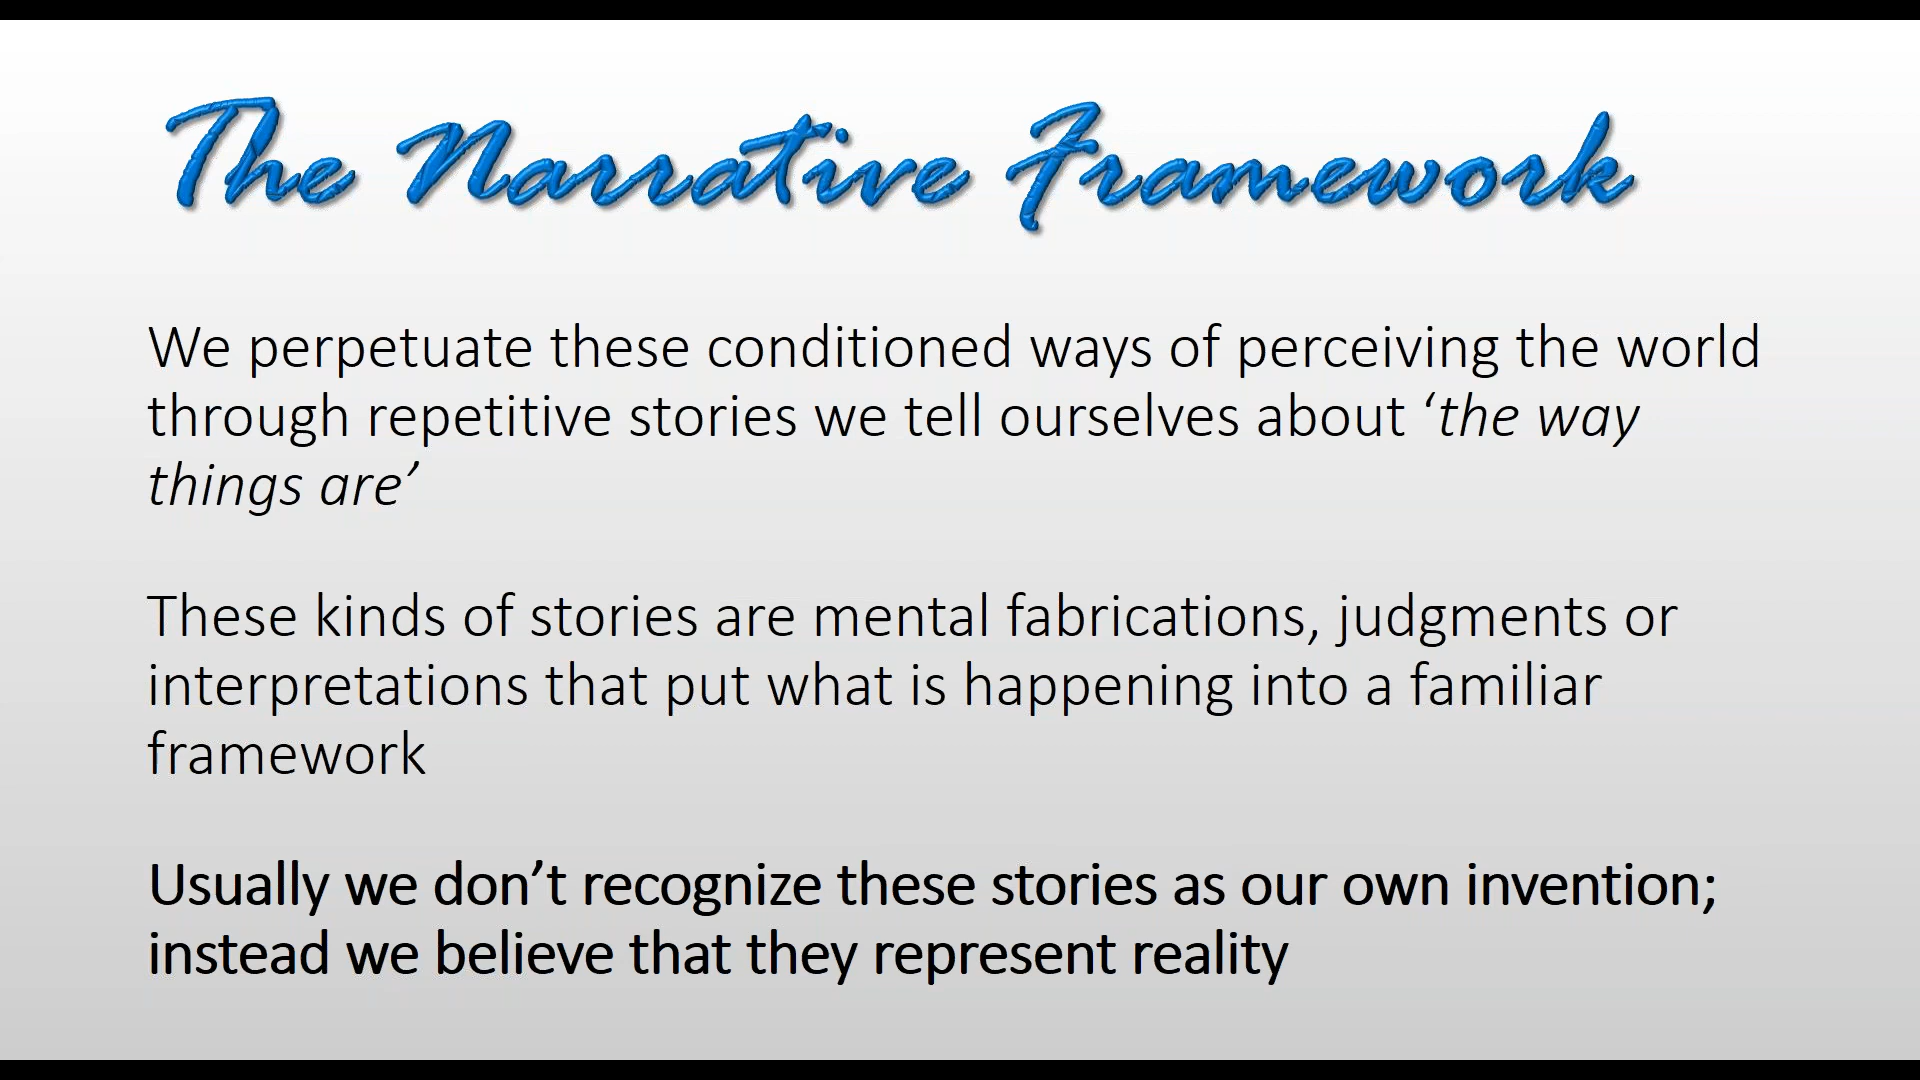 The Narrative Framework
We perpetuate these conditioned ways of perceiving the world
through repetitive stories we tell ourselves about ‘the way
things are’
These kinds of stories are mental fabrications, judgments or
interpretations that put what is happening into a familiar
framework
Usually we don’t recognize these stories as our own invention;
instead we believe that they represent reality